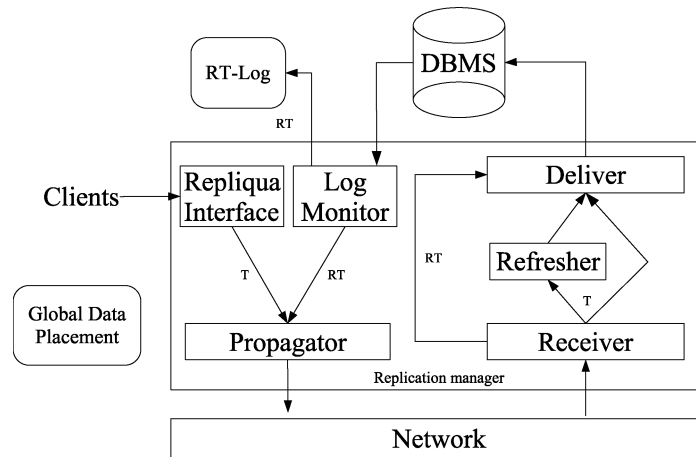 DBMS
RT-Log
RT
Clients
Repliqua
Interface
Log
Monitor
Deliver
RT
Refresher
T
RT
T
Global Data
Placement
Propagator
Receiver
Replication manager
Network